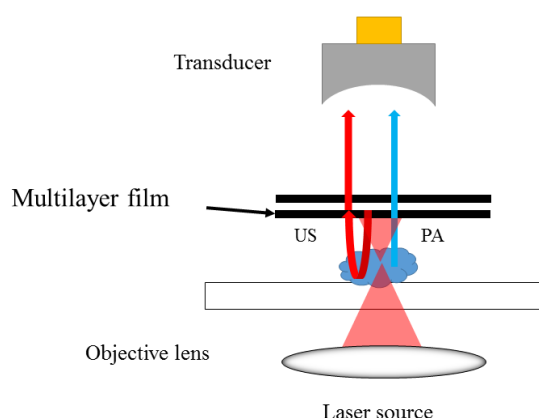 Transducer
Multilayer film
US
PA
Objective lens
Laser source